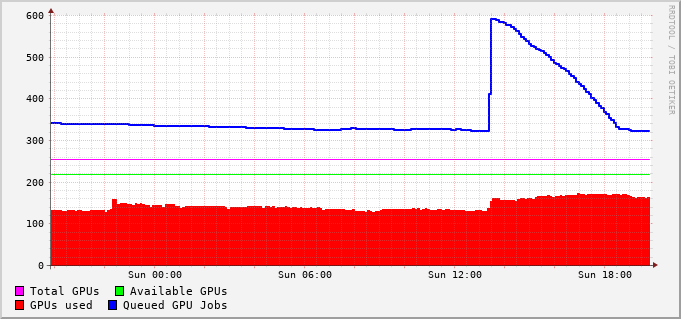 600
500
400
300
200
100
0
Sun 00:00 Sun 06:00 Sun 12:00 Sun 18:00
Total GPUs Available GPUs
GPUs used Queued GPU Jobs
RRDTOOL / TOBI OETIKER